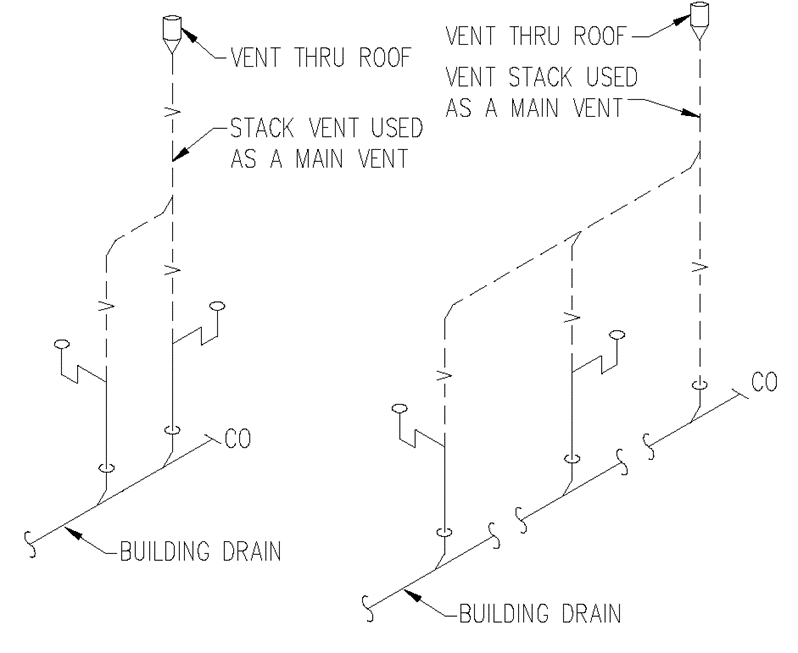 VENT THRU ROOF
STACK VENT USED
AS A MAIN VENT
V
V
V
CO
BUILDING DRAIN
VENT THRU ROOF
VENT STACK USED
AS A MAIN VENT
V
V
V
CO
BUILDING DRAIN